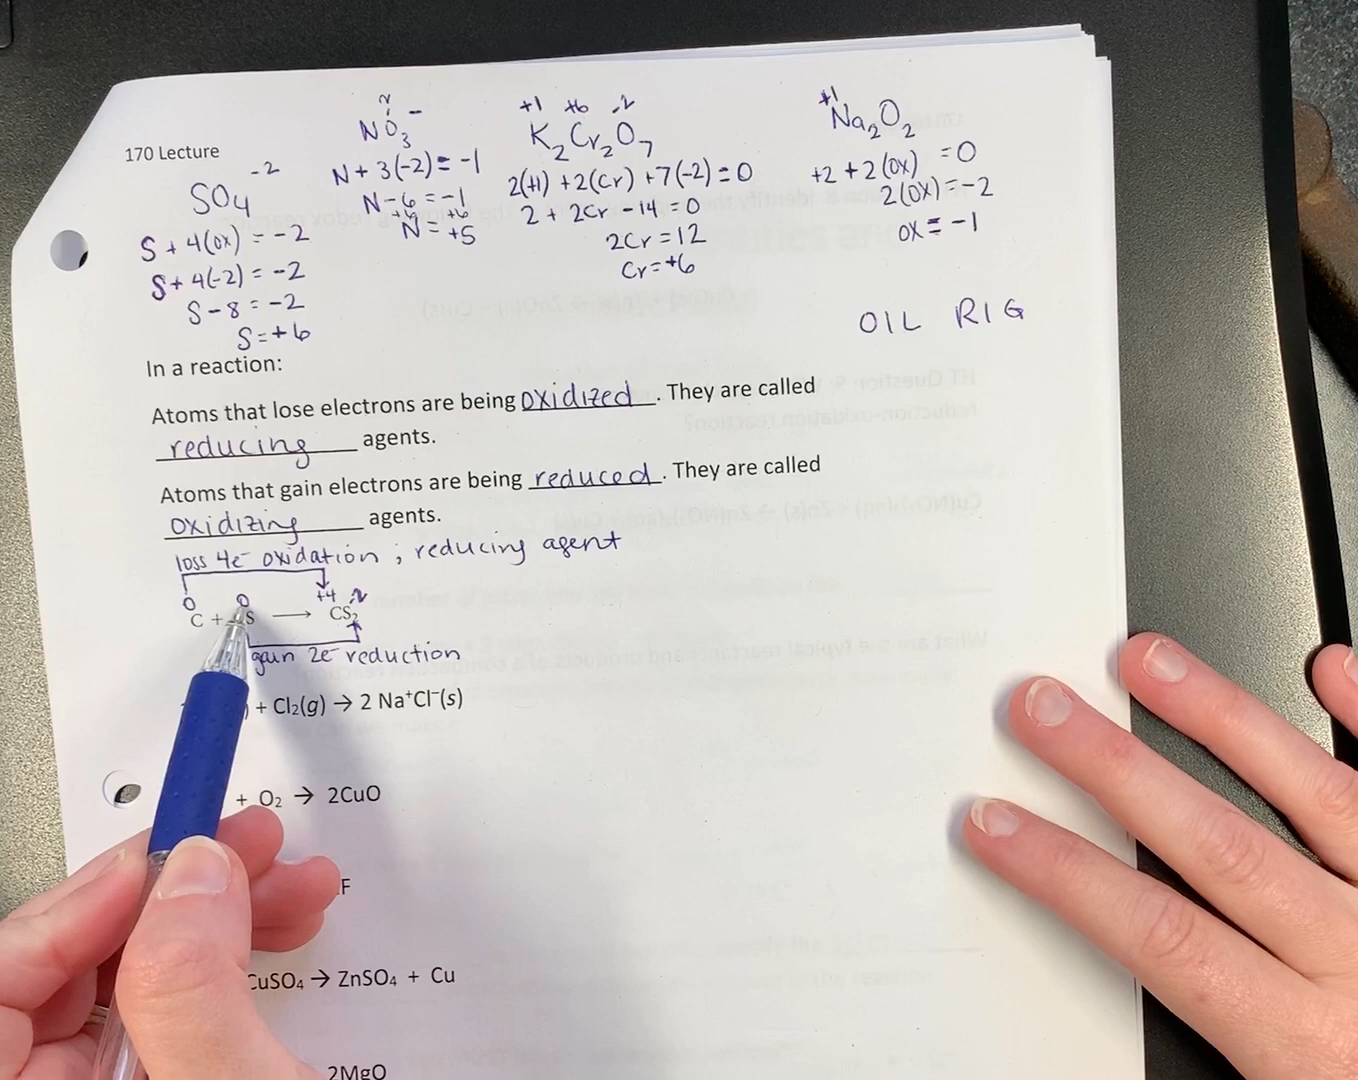 170 Lecture
SO4 -2
S + 4(ox) = -2
S + 4(-2) = -2
S - 8 = -2
S = +6
-2
NO3 -
N + 3(-2) = -1
N - 6 = -1
+6 +6
N = +5
+1 +6 -2
K2Cr2O7
2(+1) + 2(Cr) + 7(-2) = 0
2 + 2Cr - 14 = 0
2Cr = 12
Cr = +6
+1
Na2O2
+2 + 2(ox) = 0
2(ox) = -2
ox = -1
OIL RIG
In a reaction:
Atoms that lose electrons are being oxidized. They are called
reducing agents.
Atoms that gain electrons are being reduced. They are called
oxidizing agents.
loss 4e- oxidation ; reducing agent
0 0 +4 -2
C + S ⟶ CS2
gain 2e- reduction
+ Cl2(g) → 2 Na+Cl-(s)
+ O2 → 2CuO
F
CuSO4 → ZnSO4 + Cu
2MgO